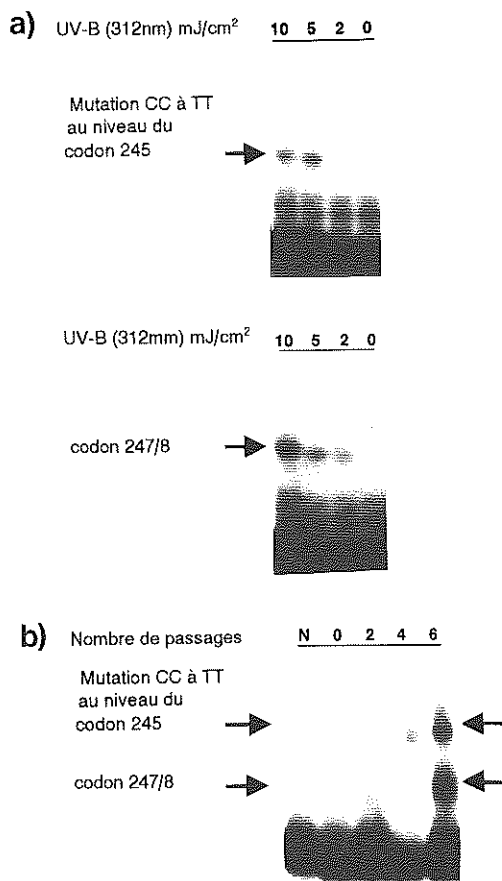 a) UV-B (312nm) mJ/cm² 10 5 2 0
Mutation CC à TT
au niveau du
codon 245
UV-B (312mm) mJ/cm² 10 5 2 0
codon 247/8
b) Nombre de passages N 0 2 4 6
Mutation CC à TT
au niveau du
codon 245
codon 247/8